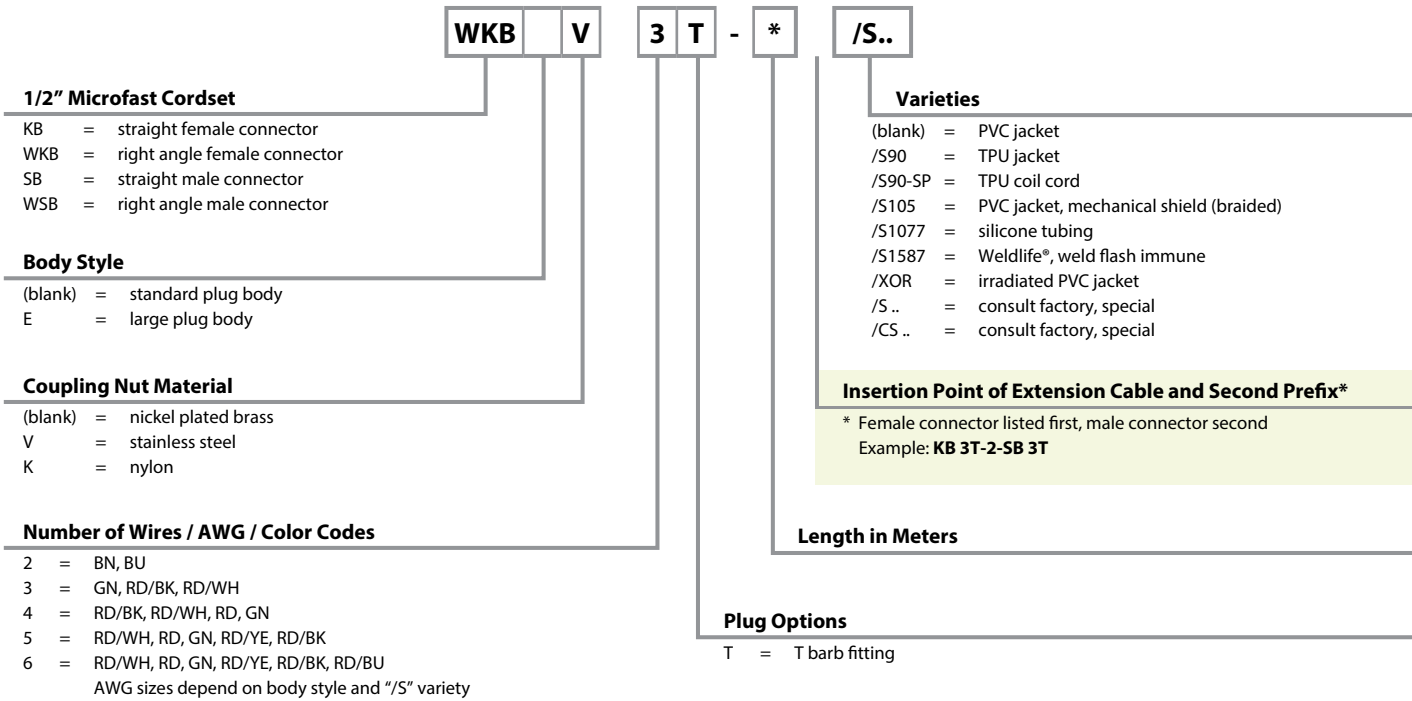 WKB V 3 T - * /S..
1/2” Microfast Cordset
KB = straight female connector
WKB = right angle female connector
SB = straight male connector
WSB = right angle male connector
Body Style
(blank) = standard plug body
E = large plug body
Coupling Nut Material
(blank) = nickel plated brass
V = stainless steel
K = nylon
Number of Wires / AWG / Color Codes
2 = BN, BU
3 = GN, RD/BK, RD/WH
4 = RD/BK, RD/WH, RD, GN
5 = RD/WH, RD, GN, RD/YE, RD/BK
6 = RD/WH, RD, GN, RD/YE, RD/BK, RD/BU
AWG sizes depend on body style and “/S” variety
Varieties
(blank) = PVC jacket
/S90 = TPU jacket
/S90-SP = TPU coil cord
/S105 = PVC jacket, mechanical shield (braided)
/S1077 = silicone tubing
/S1587 = Weldlife®, weld flash immune
/XOR = irradiated PVC jacket
/S .. = consult factory, special
/CS .. = consult factory, special
Insertion Point of Extension Cable and Second Prefix*
* Female connector listed first, male connector second
Example: KB 3T-2-SB 3T
Length in Meters
Plug Options
T = T barb fitting